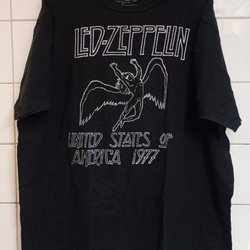 LED-ZEPPELIN
UNITED STATES OF
AMERICA 1977